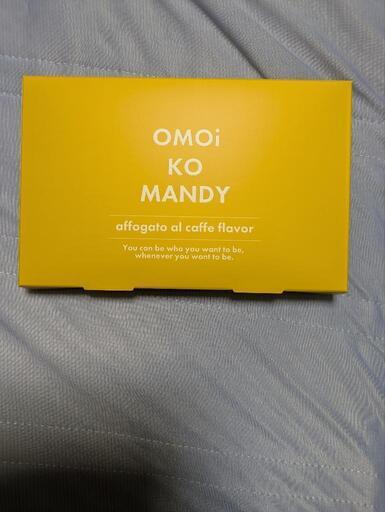 OMOi
KO
MANDY
affogato al caffe flavor
You can be who you want to be,
whenever you want to be.